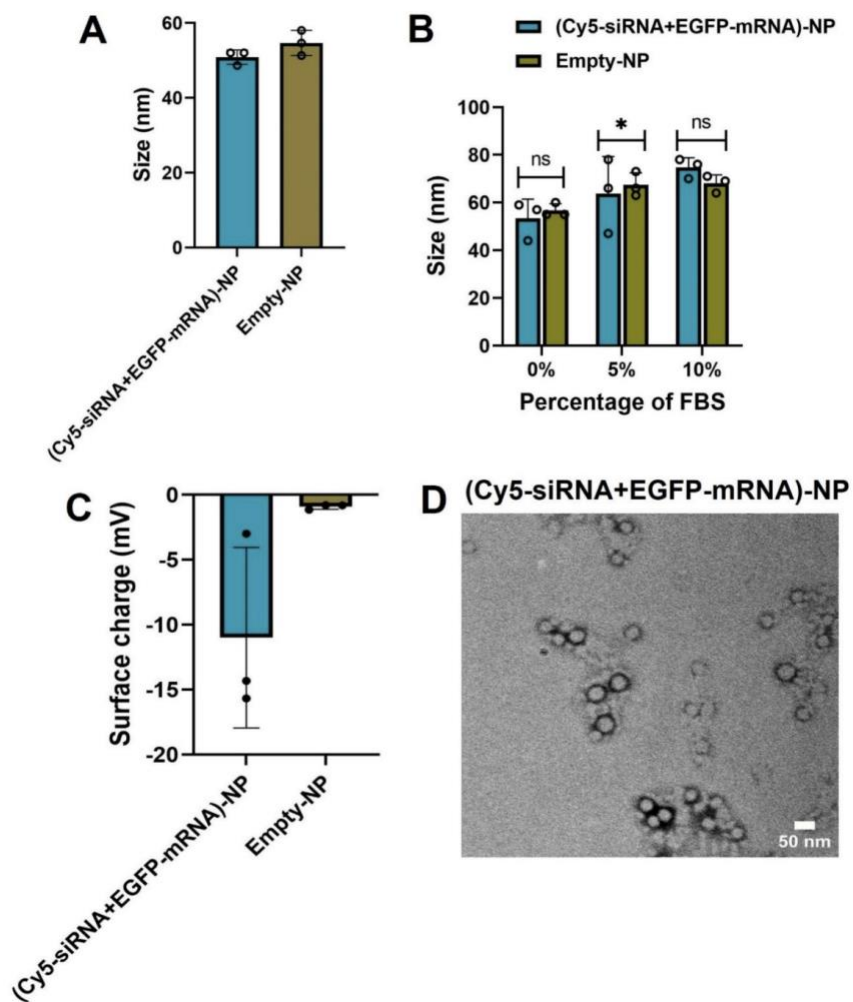 A
60
40
20
0
Size (nm)
(Cy5-siRNA+EGFP-mRNA)-NP
Empty-NP
B
(Cy5-siRNA+EGFP-mRNA)-NP
Empty-NP
100
80
60
40
20
0
Size (nm)
ns
*
ns
0%
5%
10%
Percentage of FBS
C
0
-5
-10
-15
-20
Surface charge (mV)
(Cy5-siRNA+EGFP-mRNA)-NP
Empty-NP
D
(Cy5-siRNA+EGFP-mRNA)-NP
50 nm